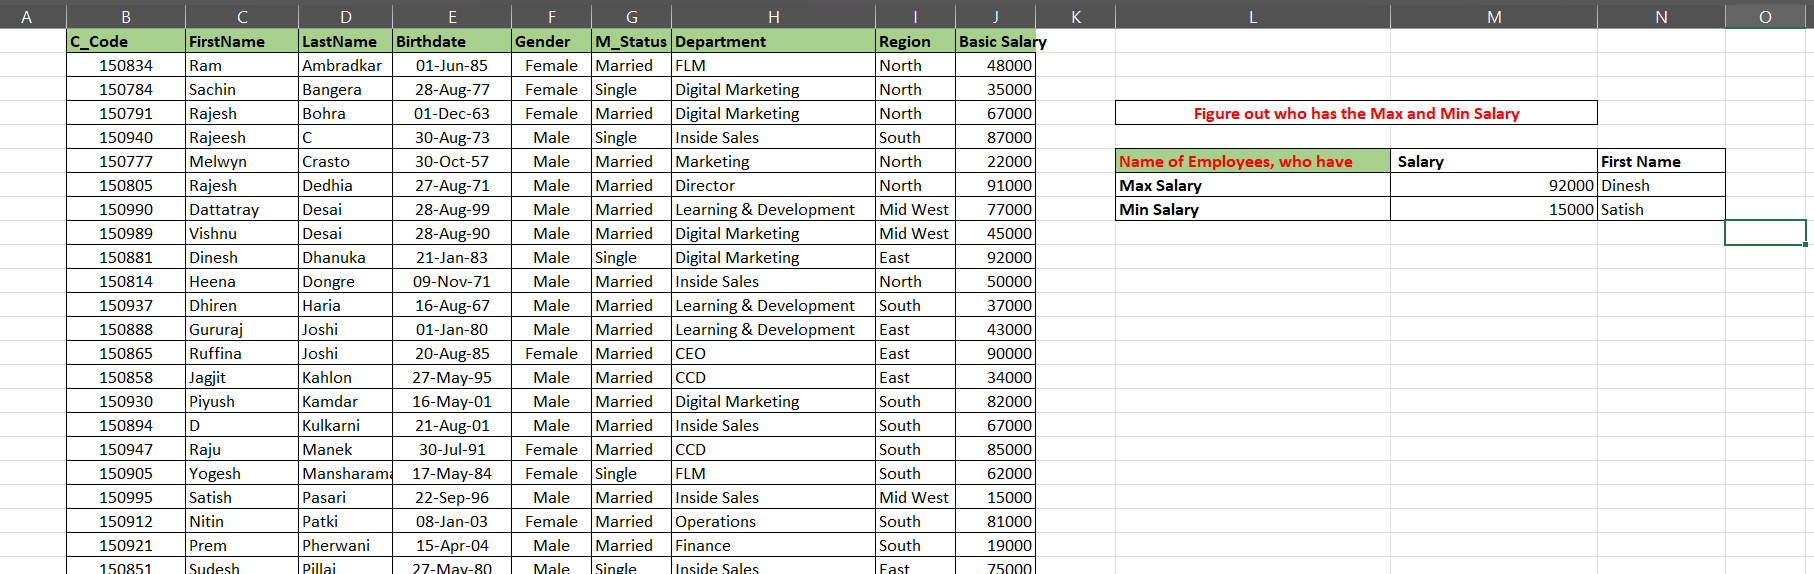 A B C D E F G H I J K L M N O
C_Code FirstName LastName Birthdate Gender M_Status Department Region Basic Salary
150834 Ram Ambradkar 01-Jun-85 Female Married FLM North 48000
150784 Sachin Bangera 28-Aug-77 Female Single Digital Marketing North 35000
150791 Rajesh Bohra 01-Dec-63 Female Married Digital Marketing North 67000 Figure out who has the Max and Min Salary
150940 Rajeesh C 30-Aug-73 Male Single Inside Sales South 87000
150777 Melwyn Crasto 30-Oct-57 Male Married Marketing North 22000 Name of Employees, who have Salary First Name
150805 Rajesh Dedhia 27-Aug-71 Male Married Director North 91000 Max Salary 92000 Dinesh
150990 Dattatray Desai 28-Aug-99 Male Married Learning & Development Mid West 77000 Min Salary 15000 Satish
150989 Vishnu Desai 28-Aug-90 Male Married Digital Marketing Mid West 45000
150881 Dinesh Dhanuka 21-Jan-83 Male Single Digital Marketing East 92000
150814 Heena Dongre 09-Nov-71 Male Married Inside Sales North 50000
150937 Dhiren Haria 16-Aug-67 Male Married Learning & Development South 37000
150888 Gururaj Joshi 01-Jan-80 Male Married Learning & Development East 43000
150865 Ruffina Joshi 20-Aug-85 Female Married CEO East 90000
150858 Jagjit Kahlon 27-May-95 Male Married CCD East 34000
150930 Piyush Kamdar 16-May-01 Male Married Digital Marketing South 82000
150894 D Kulkarni 21-Aug-01 Male Married Inside Sales South 67000
150947 Raju Manek 30-Jul-91 Female Married CCD South 85000
150905 Yogesh Mansharama 17-May-84 Female Single FLM South 62000
150995 Satish Pasari 22-Sep-96 Male Married Inside Sales Mid West 15000
150912 Nitin Patki 08-Jan-03 Female Married Operations South 81000
150921 Prem Pherwani 15-Apr-04 Male Married Finance South 19000
150851 Sudesh Pillai 27-May-80 Male Single Inside Sales East 75000